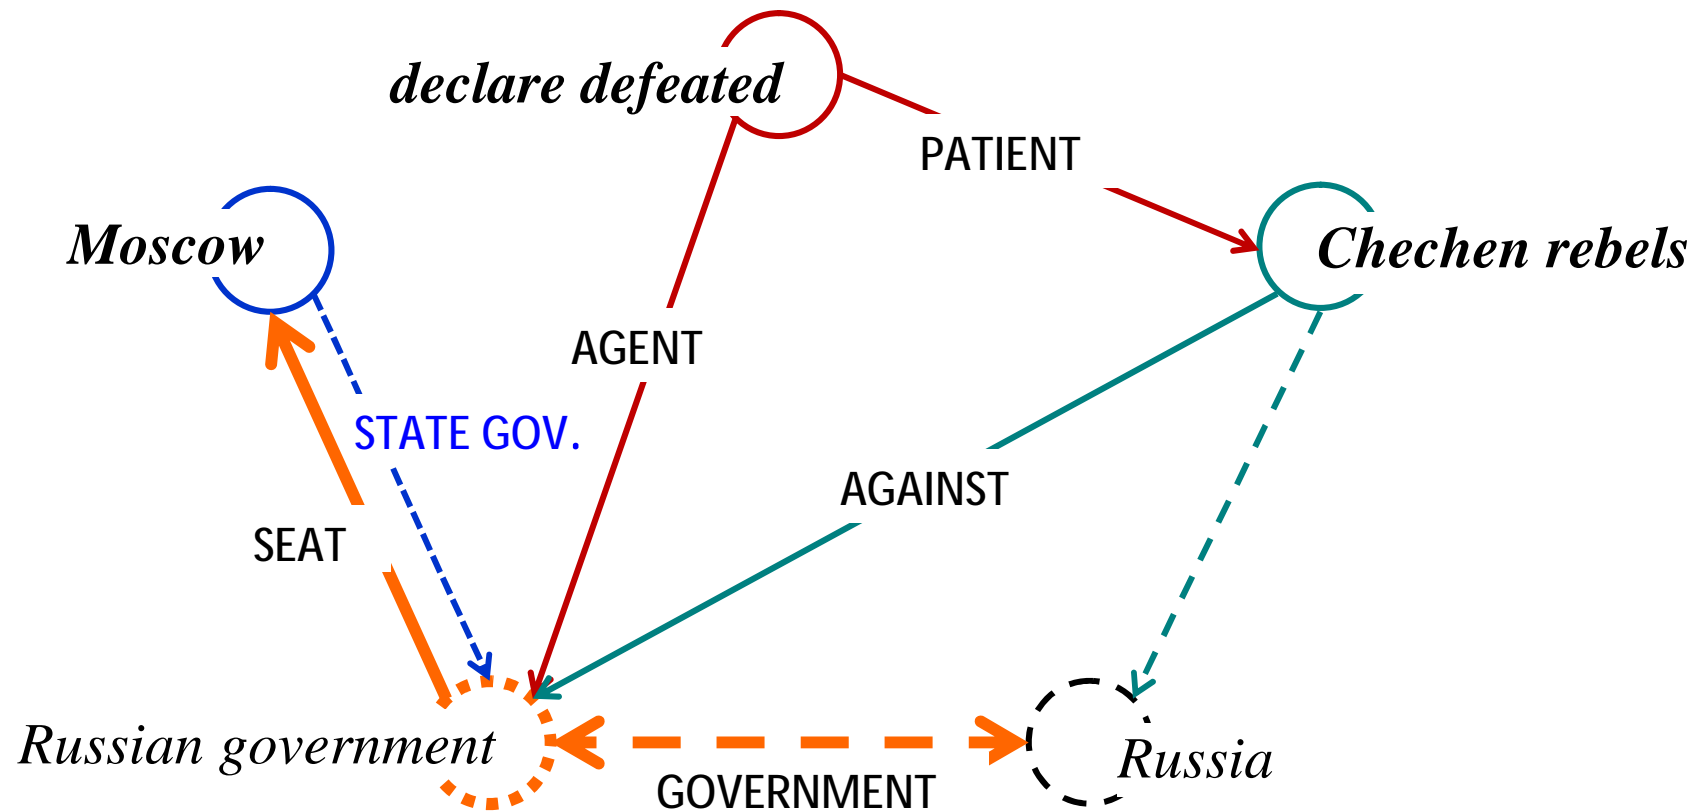 declare defeated
PATIENT
Moscow
Chechen rebels
AGENT
STATE GOV.
AGAINST
SEAT
Russian government
Russia
GOVERNMENT